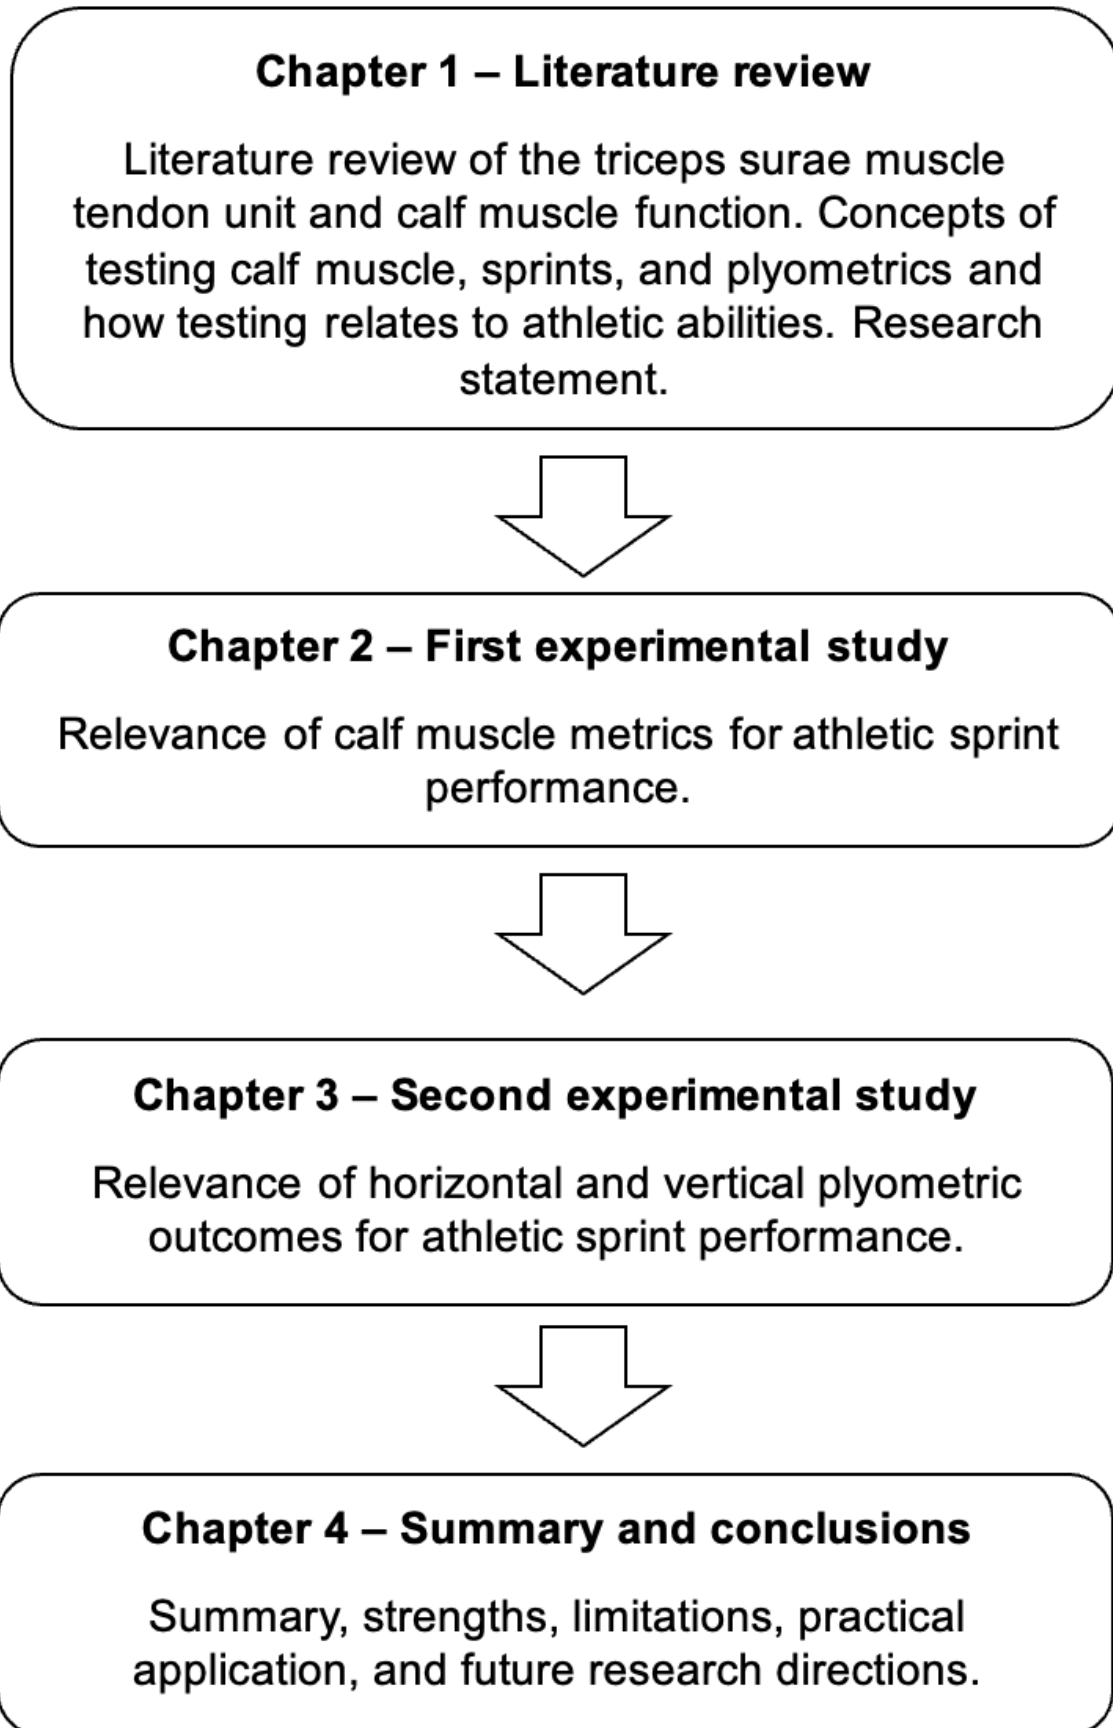 Chapter 1 – Literature review
Literature review of the triceps surae muscle
tendon unit and calf muscle function. Concepts of
testing calf muscle, sprints, and plyometrics and
how testing relates to athletic abilities. Research
statement.
Chapter 2 – First experimental study
Relevance of calf muscle metrics for athletic sprint
performance.
Chapter 3 – Second experimental study
Relevance of horizontal and vertical plyometric
outcomes for athletic sprint performance.
Chapter 4 – Summary and conclusions
Summary, strengths, limitations, practical
application, and future research directions.